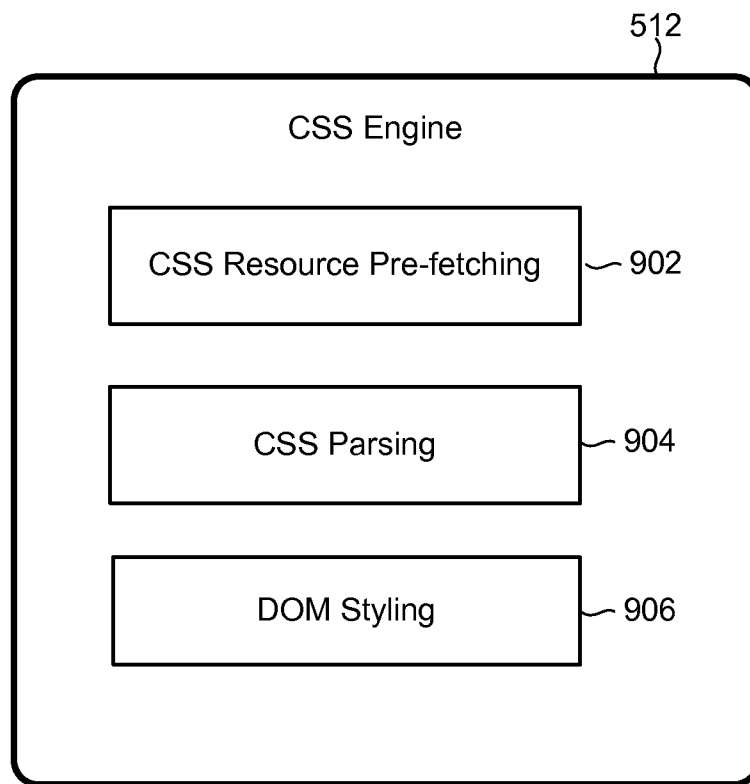 512
CSS Engine
CSS Resource Pre-fetching
902
CSS Parsing
904
DOM Styling
906